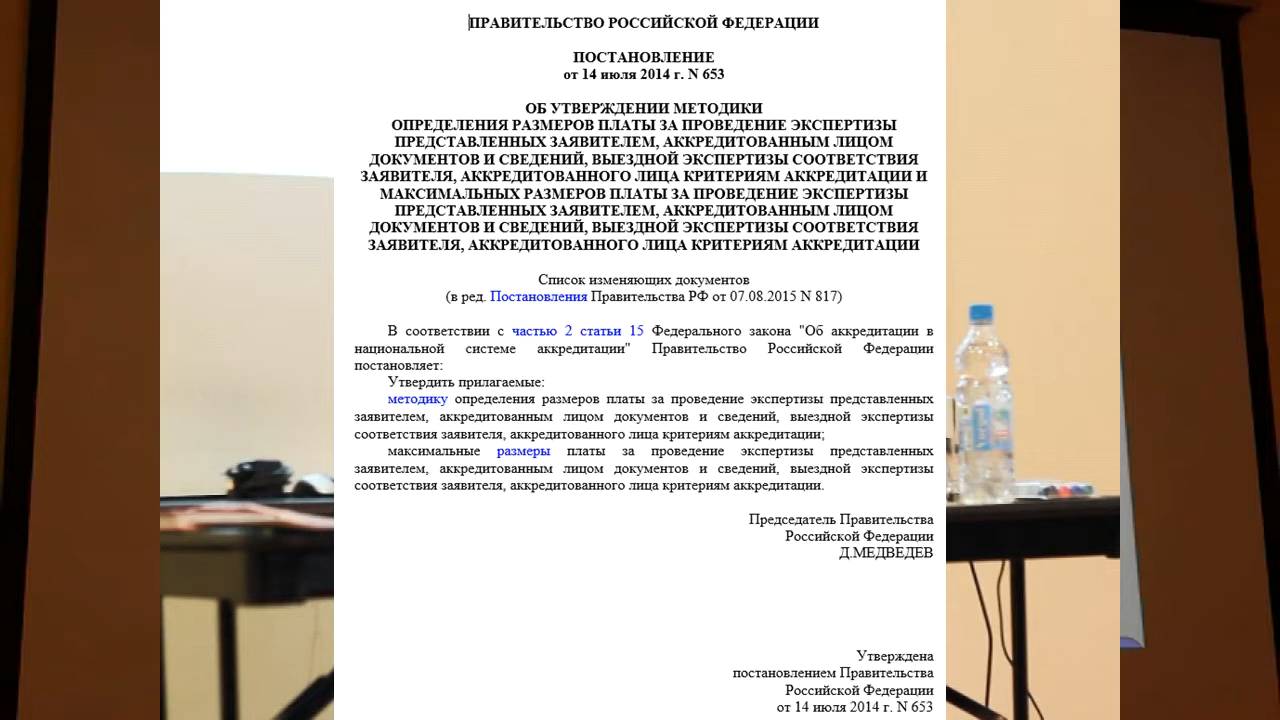 ПРАВИТЕЛЬСТВО РОССИЙСКОЙ ФЕДЕРАЦИИ
ПОСТАНОВЛЕНИЕ
от 14 июля 2014 г. N 653
ОБ УТВЕРЖДЕНИИ МЕТОДИКИ
ОПРЕДЕЛЕНИЯ РАЗМЕРОВ ПЛАТЫ ЗА ПРОВЕДЕНИЕ ЭКСПЕРТИЗЫ
ПРЕДСТАВЛЕННЫХ ЗАЯВИТЕЛЕМ, АККРЕДИТОВАННЫМ ЛИЦОМ
ДОКУМЕНТОВ И СВЕДЕНИЙ, ВЫЕЗДНОЙ ЭКСПЕРТИЗЫ СООТВЕТСТВИЯ
ЗАЯВИТЕЛЯ, АККРЕДИТОВАННОГО ЛИЦА КРИТЕРИЯМ АККРЕДИТАЦИИ И
МАКСИМАЛЬНЫХ РАЗМЕРОВ ПЛАТЫ ЗА ПРОВЕДЕНИЕ ЭКСПЕРТИЗЫ
ПРЕДСТАВЛЕННЫХ ЗАЯВИТЕЛЕМ, АККРЕДИТОВАННЫМ ЛИЦОМ
ДОКУМЕНТОВ И СВЕДЕНИЙ, ВЫЕЗДНОЙ ЭКСПЕРТИЗЫ СООТВЕТСТВИЯ
ЗАЯВИТЕЛЯ, АККРЕДИТОВАННОГО ЛИЦА КРИТЕРИЯМ АККРЕДИТАЦИИ
Список изменяющих документов
(в ред. Постановления Правительства РФ от 07.08.2015 N 817)
В соответствии с частью 2 статьи 15 Федерального закона "Об аккредитации в
национальной системе аккредитации" Правительство Российской Федерации
постановляет:
Утвердить прилагаемые:
методику определения размеров платы за проведение экспертизы представленных
заявителем, аккредитованным лицом документов и сведений, выездной экспертизы
соответствия заявителя, аккредитованного лица критериям аккредитации;
максимальные размеры платы за проведение экспертизы представленных
заявителем, аккредитованным лицом документов и сведений, выездной экспертизы
соответствия заявителя, аккредитованного лица критериям аккредитации.
Председатель Правительства
Российской Федерации
Д.МЕДВЕДЕВ
Утверждена
постановлением Правительства
Российской Федерации
от 14 июля 2014 г. N 653